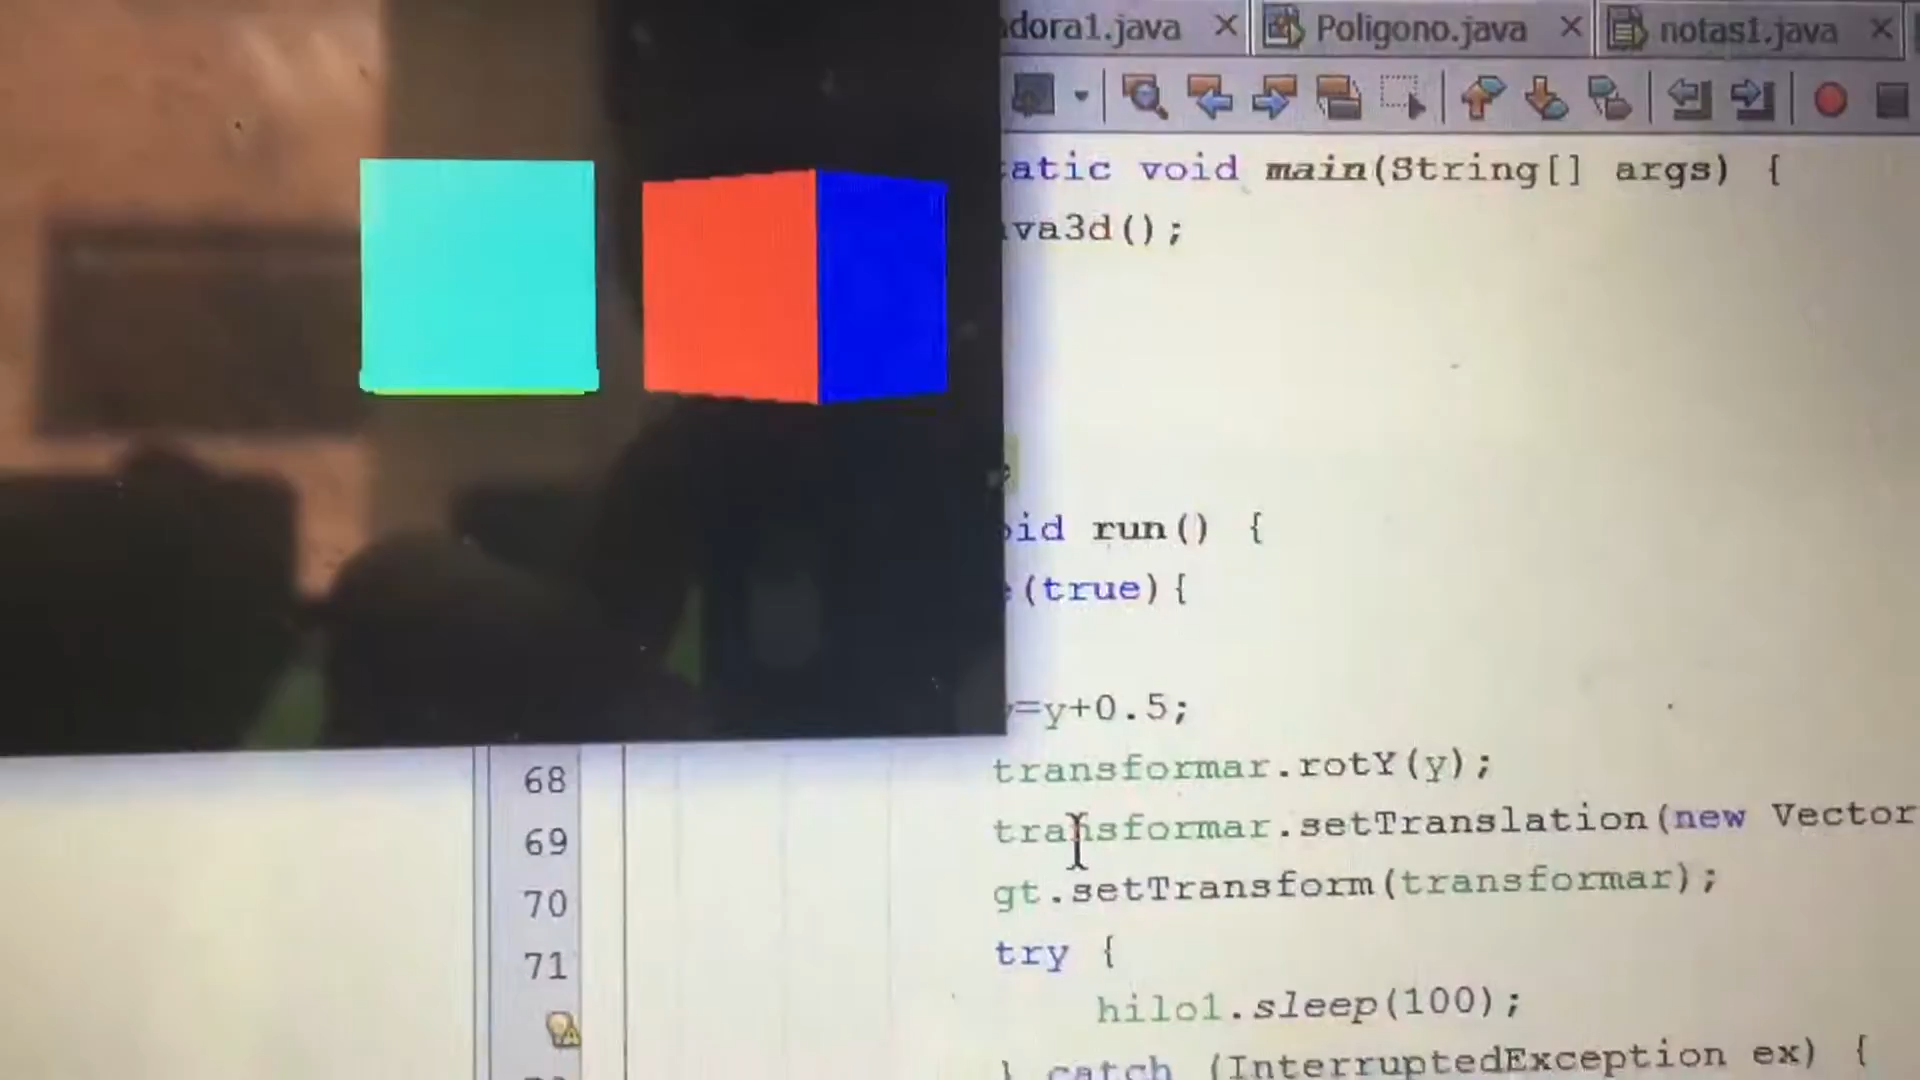 dora1.java × Poligono.java × notas1.java ×
atic void main(String[] args) {
va3d();
id run() {
(true){
=y+0.5;
68 transformar.rotY(y);
69 transformar.setTranslation(new Vector
70 gt.setTransform(transformar);
71 try {
hilo1.sleep(100);
} catch (InterruptedException ex) {